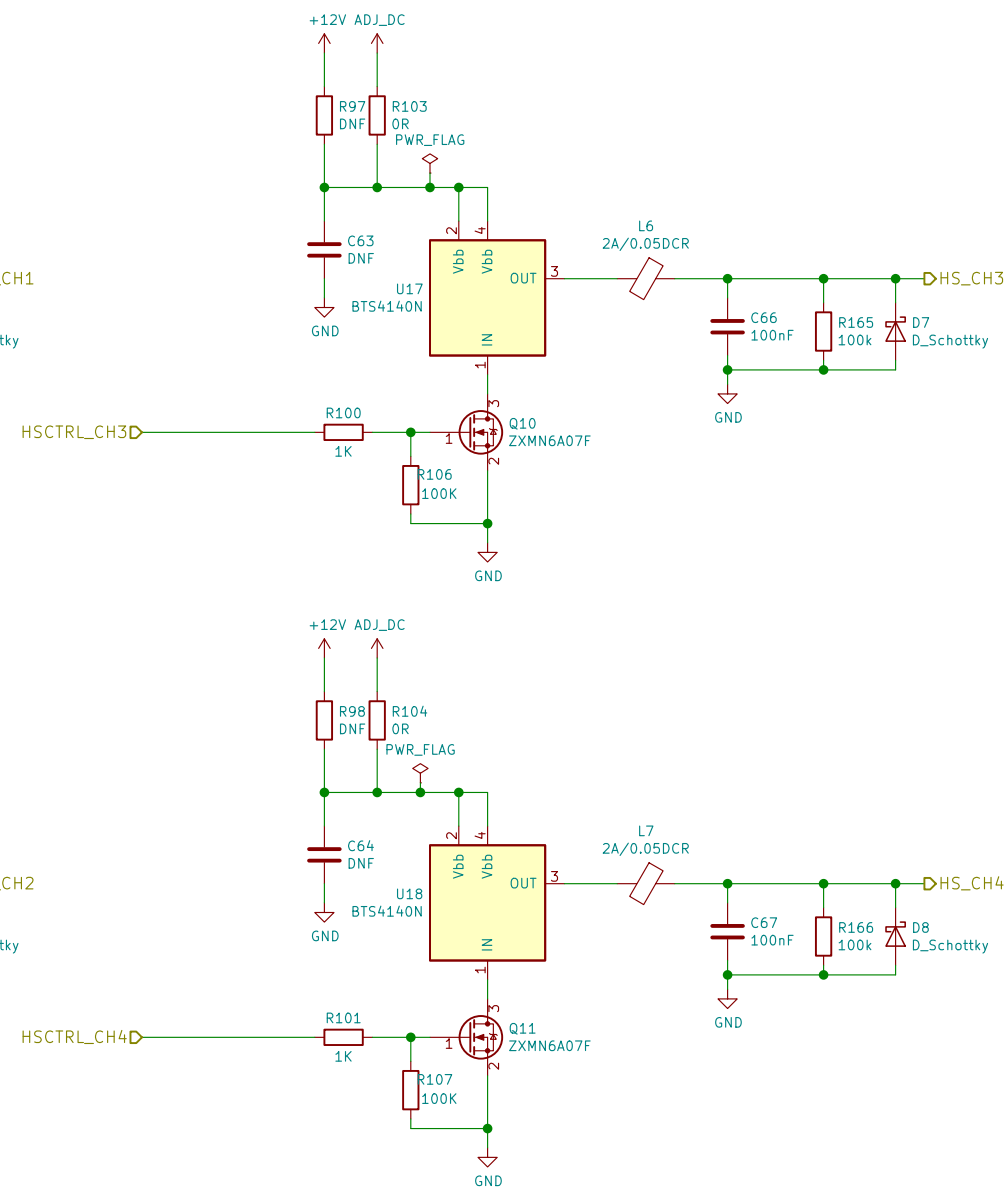 +12V ADJ_DC
R97
DNF
R103
0R
PWR_FLAG
C63
DNF
GND
2
4
Vbb
Vbb
OUT
3
IN
1
U17
BTS4140N
L6
2A/0.05DCR
HS_CH3
C66
100nF
R165
100k
D7
D_Schottky
GND
_CH1
tky
HSCTRL_CH3
R100
1K
1
3
2
Q10
ZXMN6A07F
R106
100K
GND
+12V ADJ_DC
R98
DNF
R104
0R
PWR_FLAG
C64
DNF
GND
2
4
Vbb
Vbb
OUT
3
IN
1
U18
BTS4140N
L7
2A/0.05DCR
HS_CH4
C67
100nF
R166
100k
D8
D_Schottky
GND
_CH2
tky
HSCTRL_CH4
R101
1K
1
3
2
Q11
ZXMN6A07F
R107
100K
GND